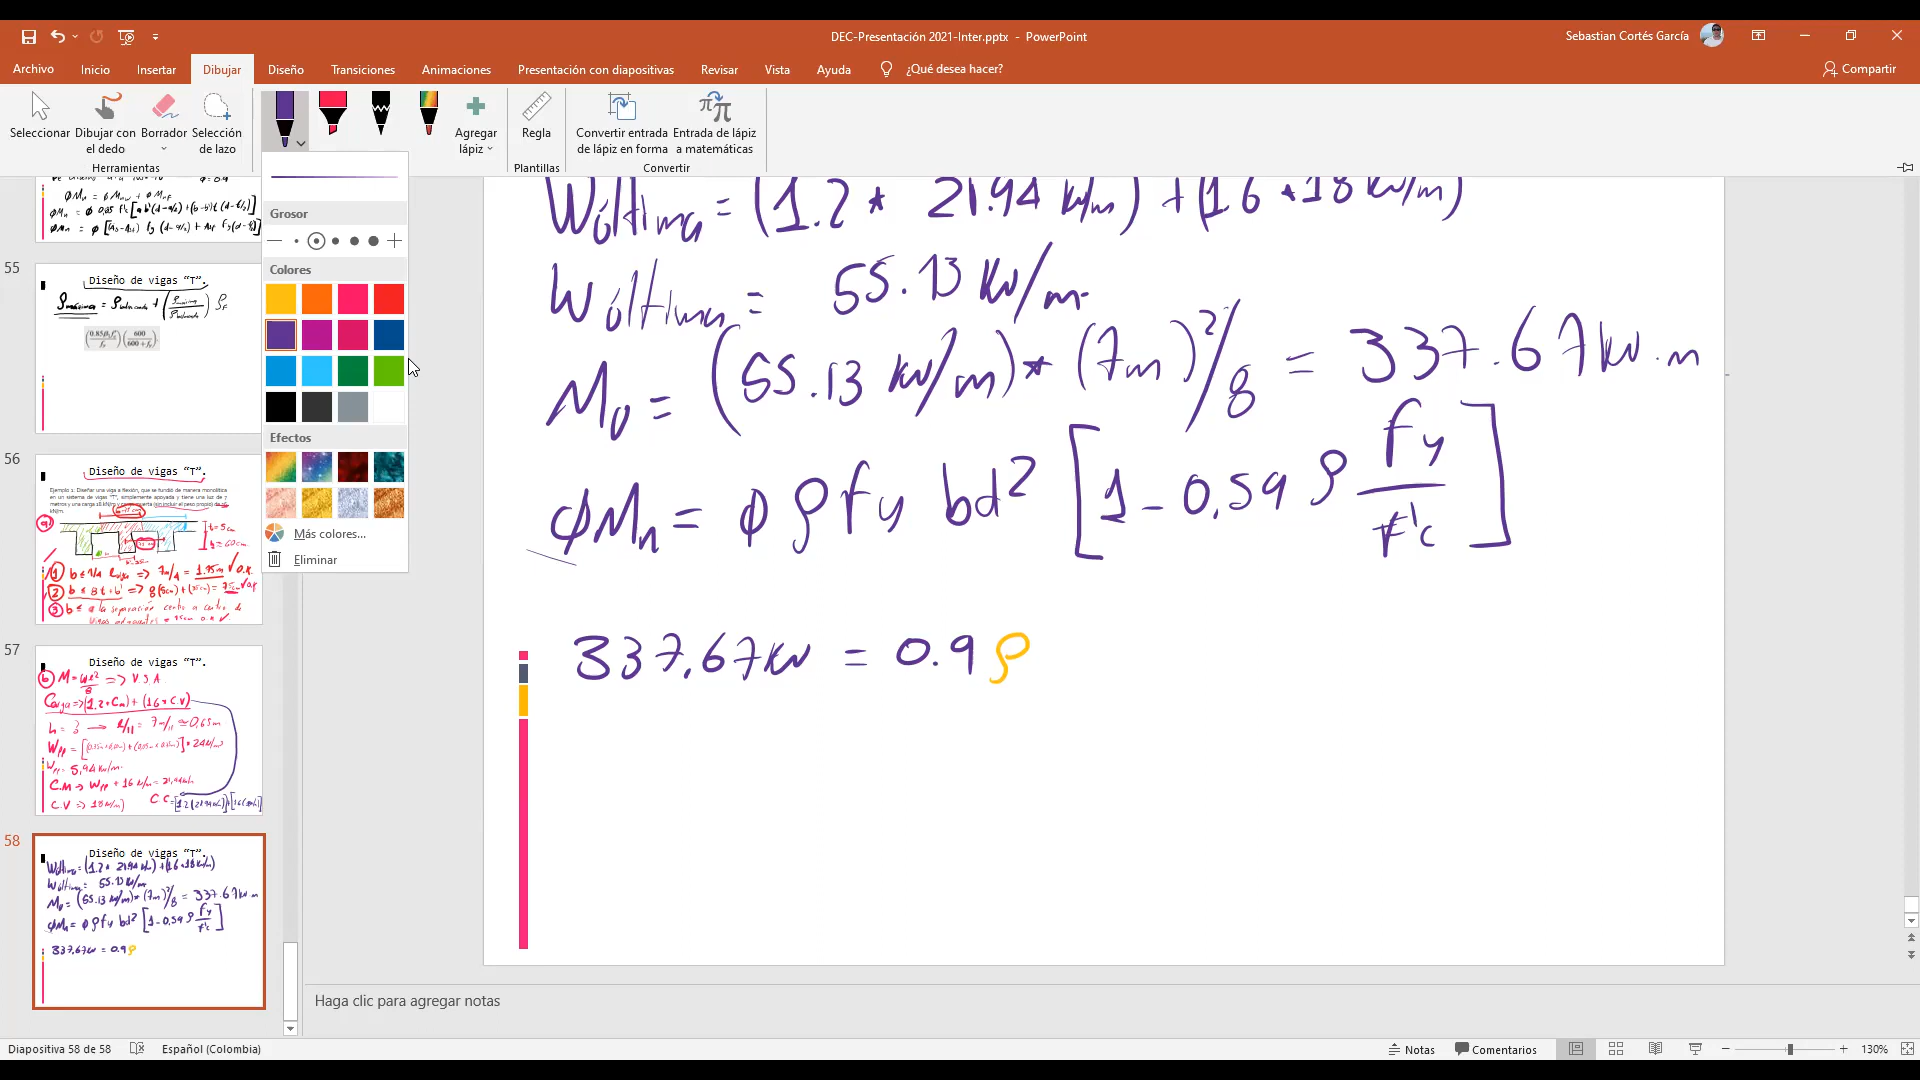 DEC-Presentación 2021-Inter.pptx - PowerPoint
Sebastian Cortés García
Archivo Inicio Insertar Dibujar Diseño Transiciones Animaciones Presentación con diapositivas Revisar Vista Ayuda ¿Qué desea hacer? Compartir
Seleccionar Dibujar con el dedo Borrador Selección de lazo Agregar lápiz Regla Convertir entrada de lápiz en forma Entrada de lápiz a matemáticas
Herramientas Plantillas Convertir
Grosor
Colores
Efectos
Más colores...
Eliminar
55
Diseño de vigas "T".
56
Diseño de vigas "T".
57
Diseño de vigas "T".
58
Diseño de vigas "T".
Wúltima = (1.2 * 21.94 kN/m) + (1.6 * 18 kN/m)
Wúltima = 55.13 kN/m
Mu = (55.13 kN/m) * (7m)²/8 = 337.67 kN.m
φMn = φ ρ fy bd² [1 - 0,59 ρ fy/f'c]
337,67kN = 0.9 ρ
Haga clic para agregar notas
Diapositiva 58 de 58 Español (Colombia) Notas Comentarios 130%